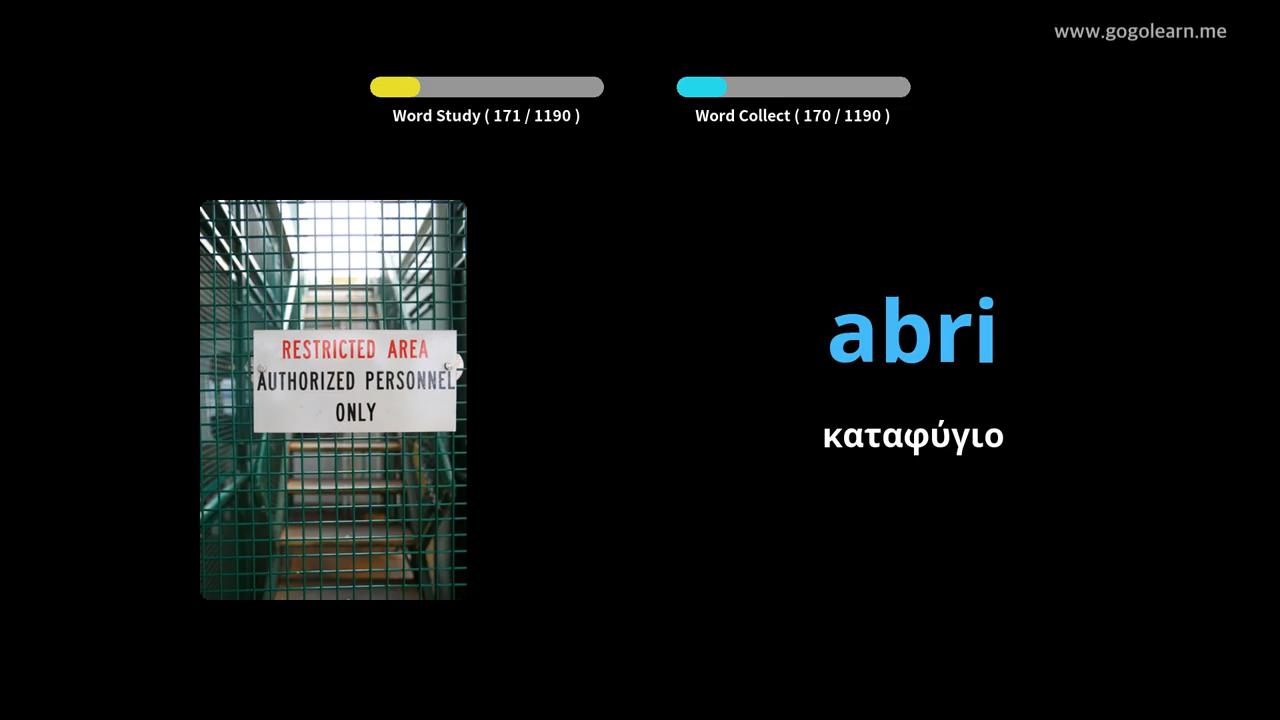 www.gogolearn.me
Word Study ( 171 / 1190 )
Word Collect ( 170 / 1190 )
RESTRICTED AREA
AUTHORIZED PERSONNEL
ONLY
abri
καταφύγιο